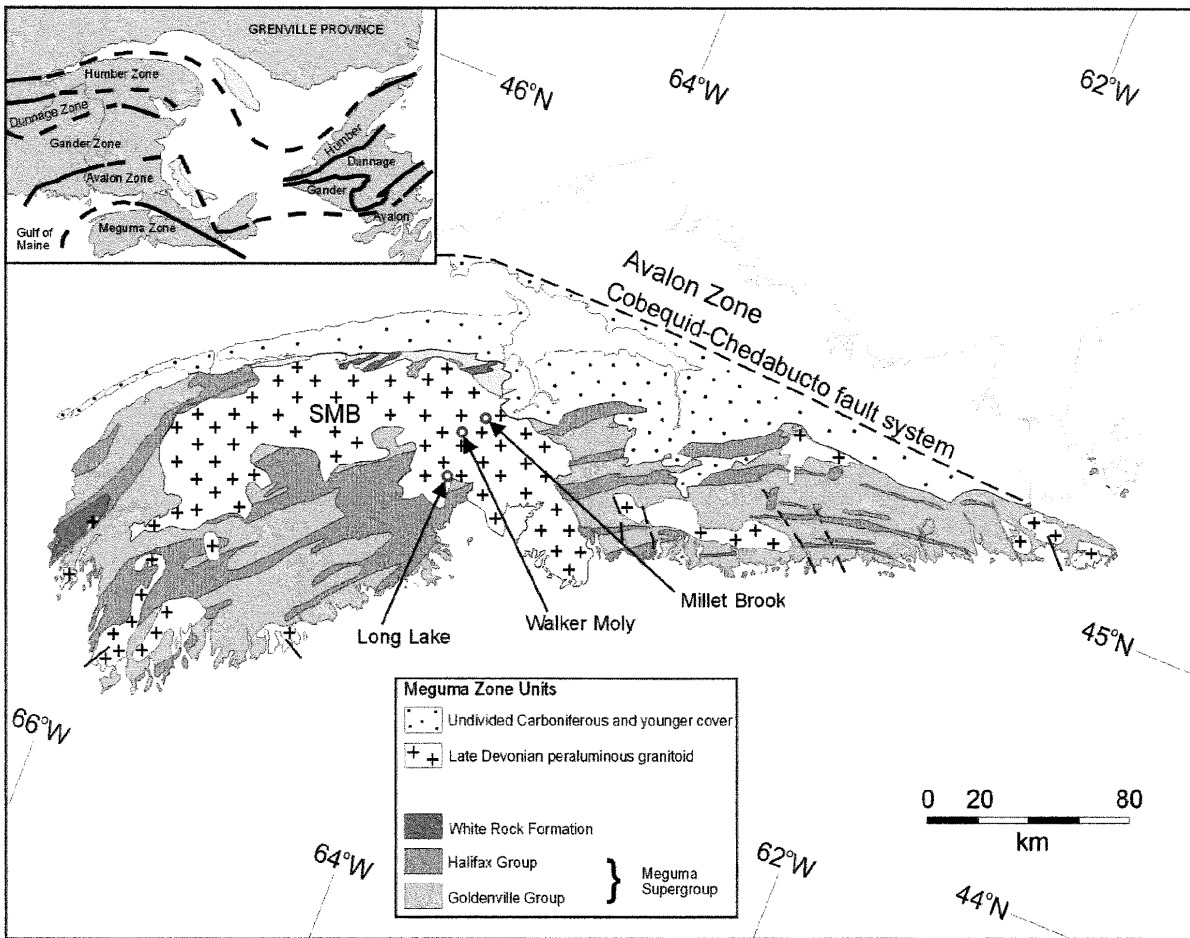 GRENVILLE PROVINCE
Humber Zone
Dunnage Zone
Gander Zone
Avalon Zone
Gulf of
Maine
Meguma Zone
Humber
Dunnage
Gander
Avalon
46°N
64°W
62°W
Avalon Zone
Cobequid-Chedabucto fault system
SMB
Long Lake
Walker Moly
Millet Brook
45°N
66°W
64°W
62°W
44°N
Meguma Zone Units
Undivided Carboniferous and younger cover
Late Devonian peraluminous granitoid
White Rock Formation
Halifax Group
Goldenville Group
} Meguma
Supergroup
0 20 80
km